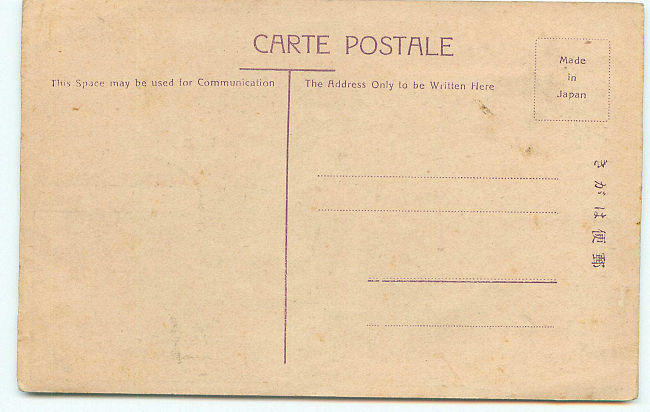 CARTE POSTALE
This Space may be used for Communication
The Address Only to be Written Here
Made
in
Japan
郵便はがき